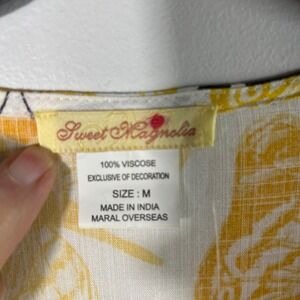 Sweet Magnolia
100% VISCOSE
EXCLUSIVE OF DECORATION
SIZE : M
MADE IN INDIA
MARAL OVERSEAS